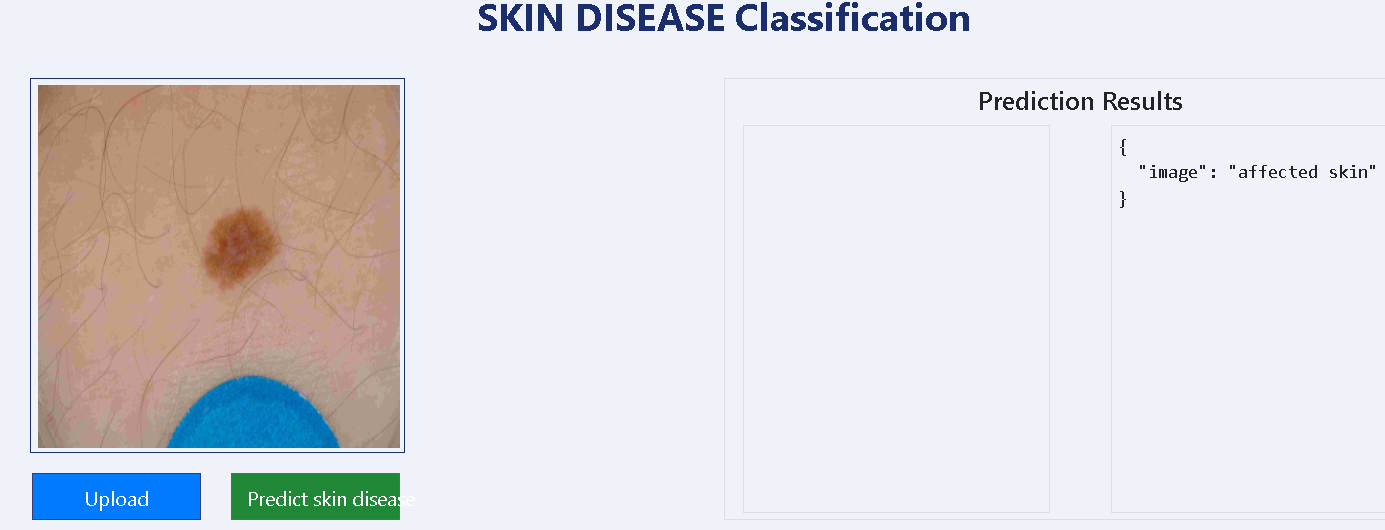 SKIN DISEASE Classification
Prediction Results
{
"image": "affected skin"
}
Upload
Predict skin disease